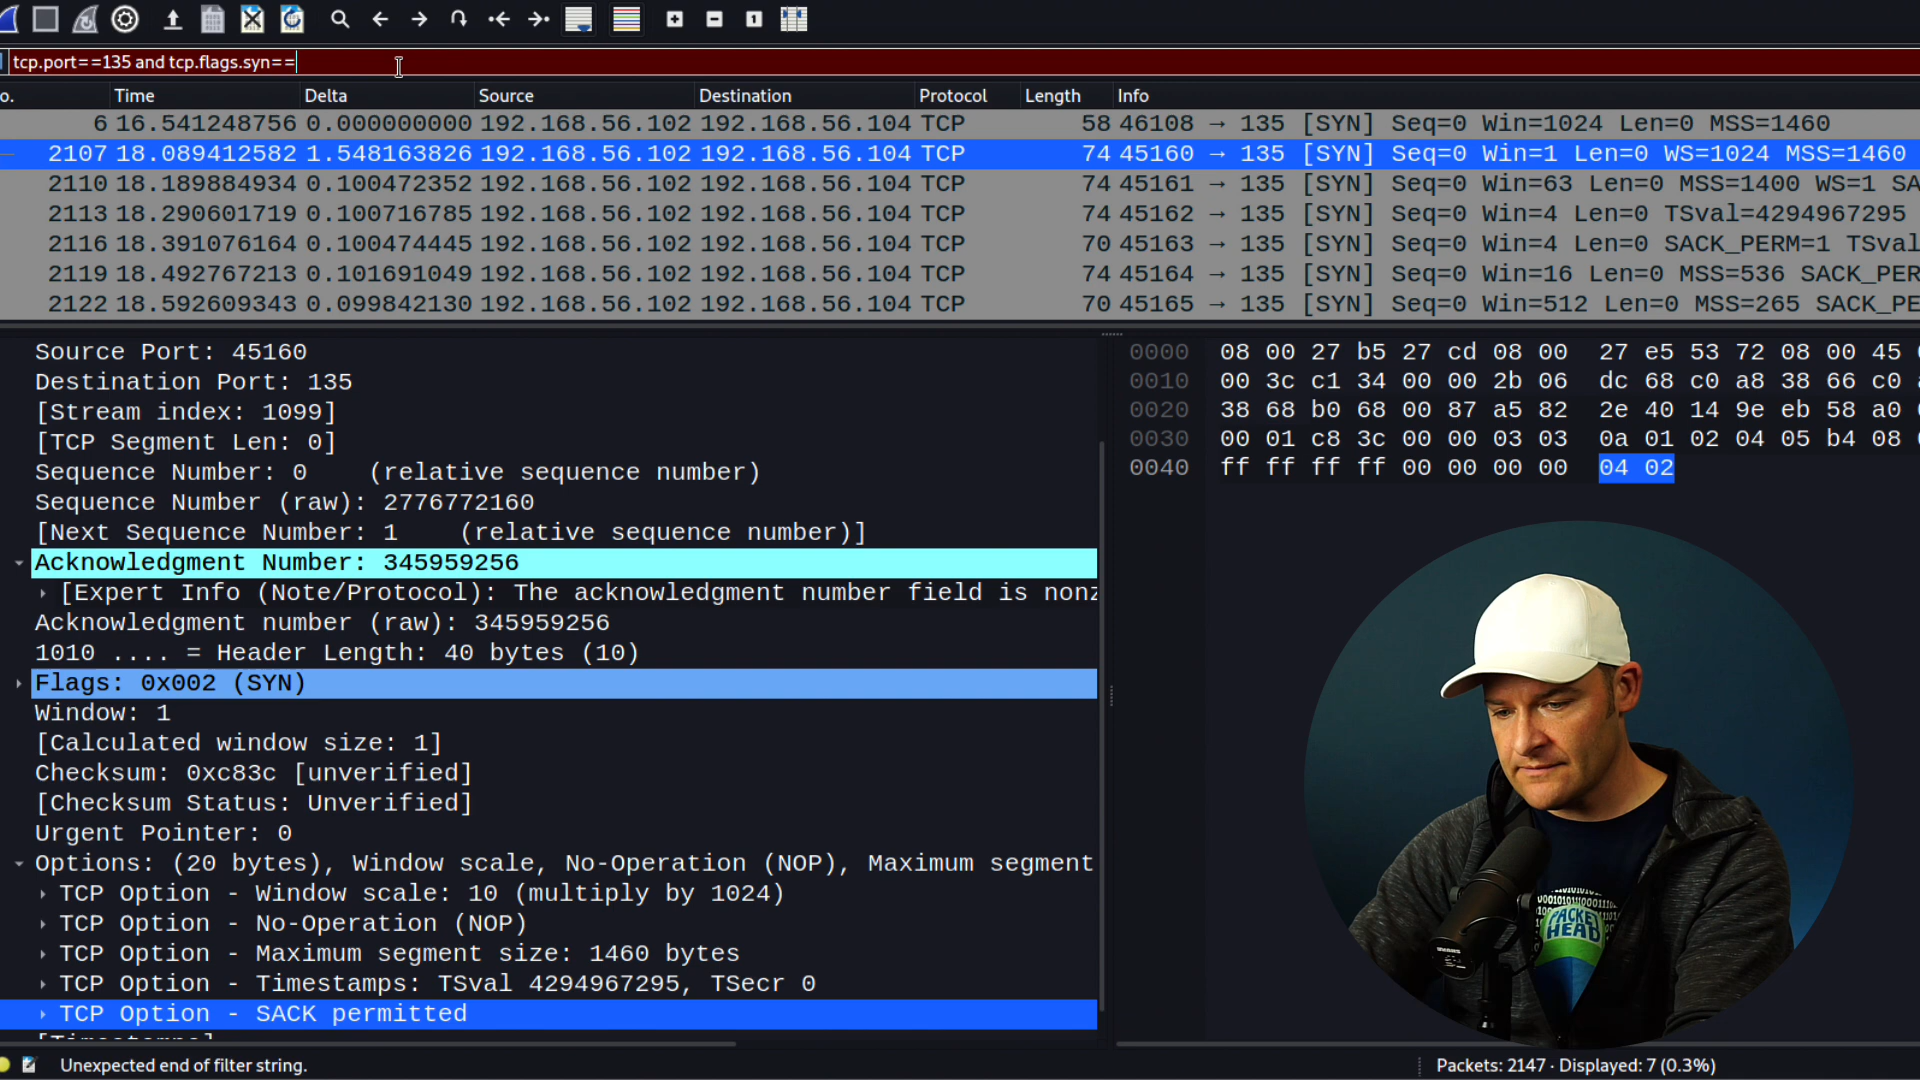 tcp.port==135 and tcp.flags.syn==
o. Time Delta Source Destination Protocol Length Info
6 16.541248756 0.000000000 192.168.56.102 192.168.56.104 TCP 58 46108 → 135 [SYN] Seq=0 Win=1024 Len=0 MSS=1460
2107 18.089412582 1.548163826 192.168.56.102 192.168.56.104 TCP 74 45160 → 135 [SYN] Seq=0 Win=1 Len=0 WS=1024 MSS=1460
2110 18.189884934 0.100472352 192.168.56.102 192.168.56.104 TCP 74 45161 → 135 [SYN] Seq=0 Win=63 Len=0 MSS=1400 WS=1 SA
2113 18.290601719 0.100716785 192.168.56.102 192.168.56.104 TCP 74 45162 → 135 [SYN] Seq=0 Win=4 Len=0 TSval=4294967295
2116 18.391076164 0.100474445 192.168.56.102 192.168.56.104 TCP 70 45163 → 135 [SYN] Seq=0 Win=4 Len=0 SACK_PERM=1 TSval
2119 18.492767213 0.101691049 192.168.56.102 192.168.56.104 TCP 74 45164 → 135 [SYN] Seq=0 Win=16 Len=0 MSS=536 SACK_PER
2122 18.592609343 0.099842130 192.168.56.102 192.168.56.104 TCP 70 45165 → 135 [SYN] Seq=0 Win=512 Len=0 MSS=265 SACK_PE
Source Port: 45160
Destination Port: 135
[Stream index: 1099]
[TCP Segment Len: 0]
Sequence Number: 0 (relative sequence number)
Sequence Number (raw): 2776772160
[Next Sequence Number: 1 (relative sequence number)]
Acknowledgment Number: 345959256
[Expert Info (Note/Protocol): The acknowledgment number field is nonz
Acknowledgment number (raw): 345959256
1010 .... = Header Length: 40 bytes (10)
Flags: 0x002 (SYN)
Window: 1
[Calculated window size: 1]
Checksum: 0xc83c [unverified]
[Checksum Status: Unverified]
Urgent Pointer: 0
Options: (20 bytes), Window scale, No-Operation (NOP), Maximum segment
TCP Option - Window scale: 10 (multiply by 1024)
TCP Option - No-Operation (NOP)
TCP Option - Maximum segment size: 1460 bytes
TCP Option - Timestamps: TSval 4294967295, TSecr 0
TCP Option - SACK permitted
[Timestamps]
0000 08 00 27 b5 27 cd 08 00 27 e5 53 72 08 00 45
0010 00 3c c1 34 00 00 2b 06 dc 68 c0 a8 38 66 c0
0020 38 68 b0 68 00 87 a5 82 2e 40 14 9e eb 58 a0
0030 00 01 c8 3c 00 00 03 03 0a 01 02 04 05 b4 08
0040 ff ff ff ff 00 00 00 00 04 02
PACKET
HEAD
Unexpected end of filter string.
Packets: 2147 · Displayed: 7 (0.3%)